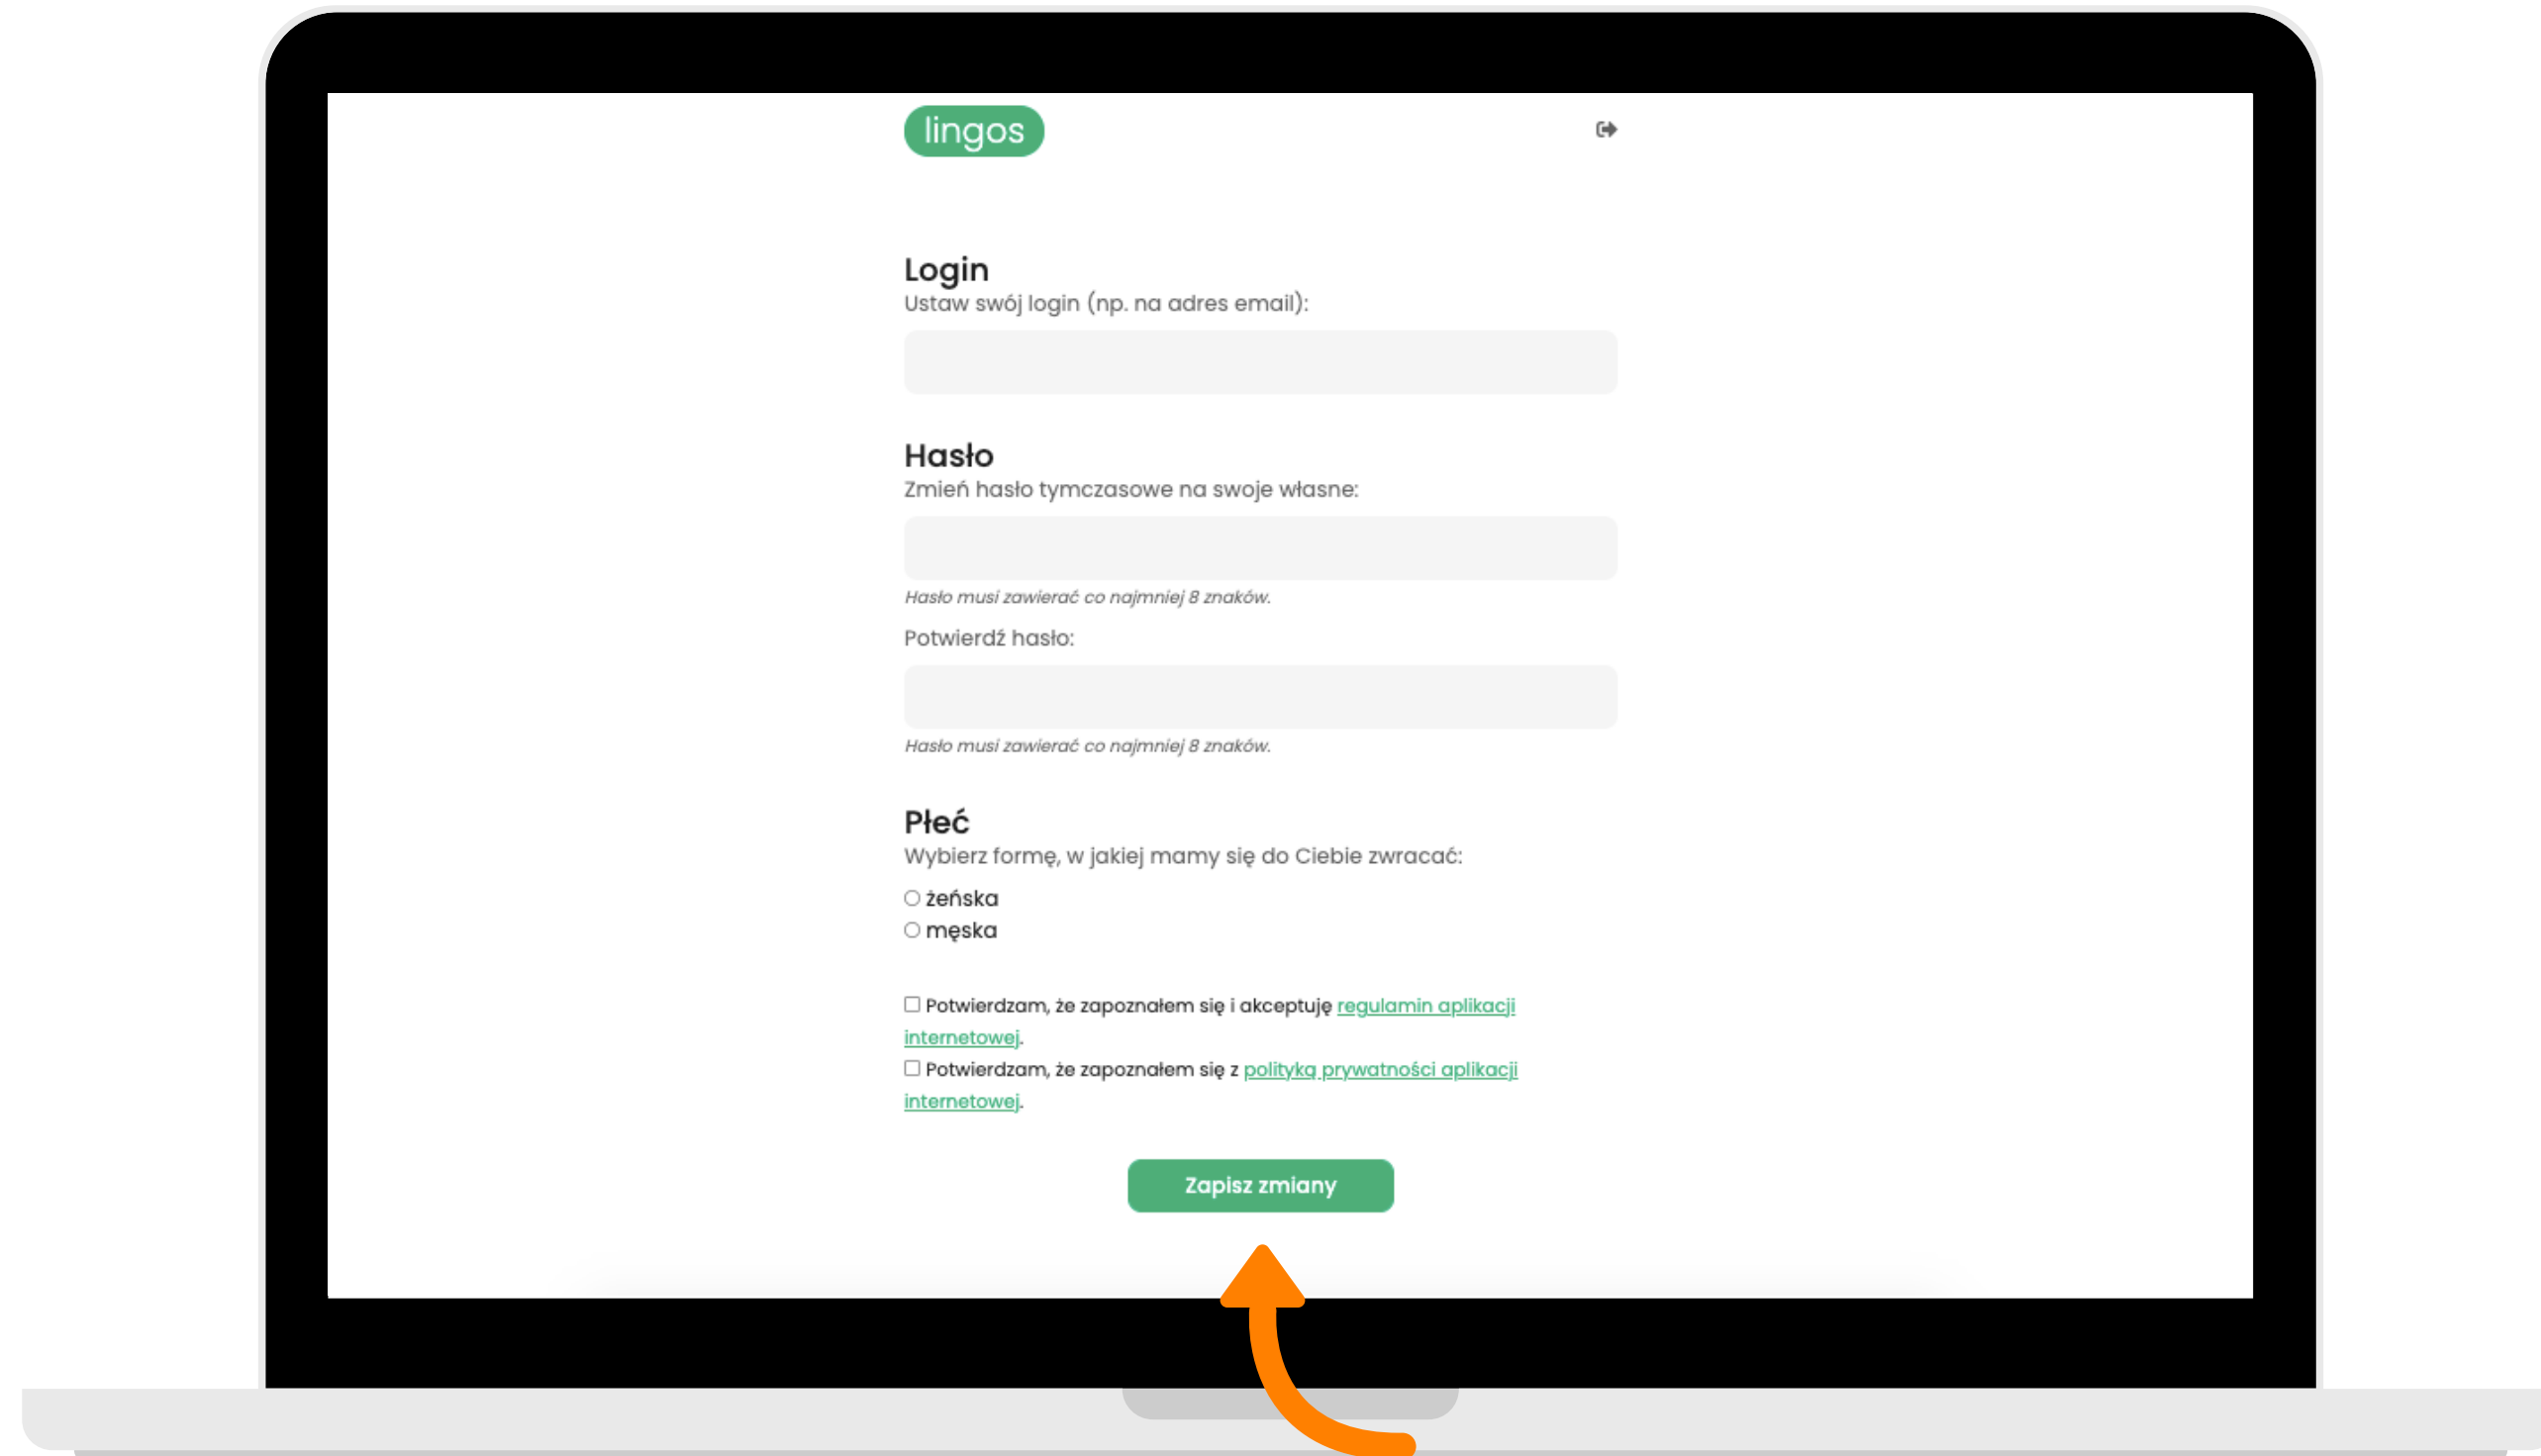 lingos
Login
Ustaw swój login (np. na adres email):
Hasło
Zmień hasło tymczasowe na swoje własne:
Hasło musi zawierać co najmniej 8 znaków.
Potwierdź hasło:
Hasło musi zawierać co najmniej 8 znaków.
Płeć
Wybierz formę, w jakiej mamy się do Ciebie zwracać:
żeńska
męska
Potwierdzam, że zapoznałem się i akceptuję regulamin aplikacji
internetowej.
Potwierdzam, że zapoznałem się z polityką prywatności aplikacji
internetowej.
Zapisz zmiany